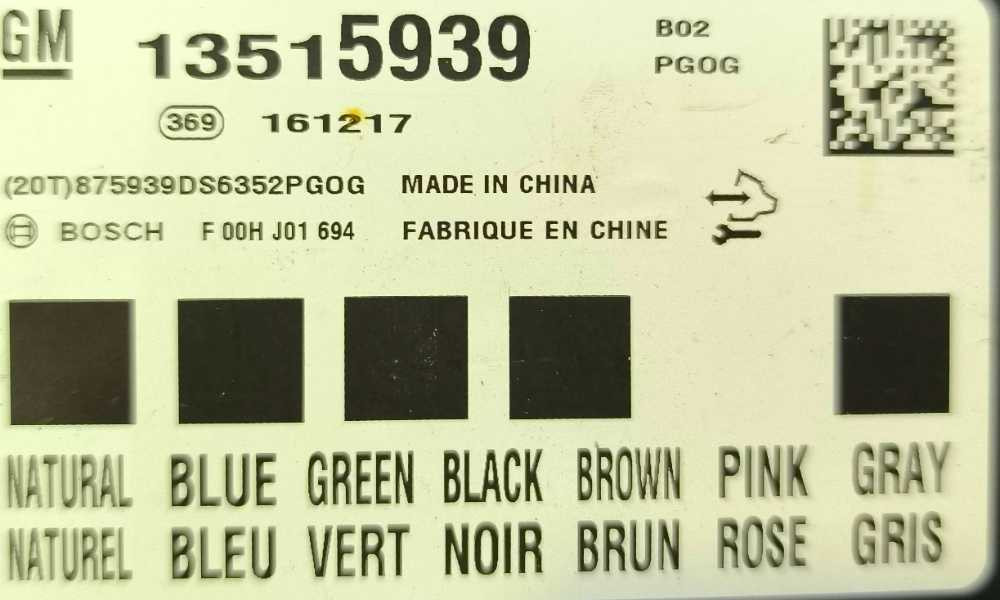 GM 13515939 B02
PGOG
369 161217
(20T)875939DS6352PGOG MADE IN CHINA
BOSCH F 00H J01 694 FABRIQUE EN CHINE
NATURAL BLUE GREEN BLACK BROWN PINK GRAY
NATUREL BLEU VERT NOIR BRUN ROSE GRIS